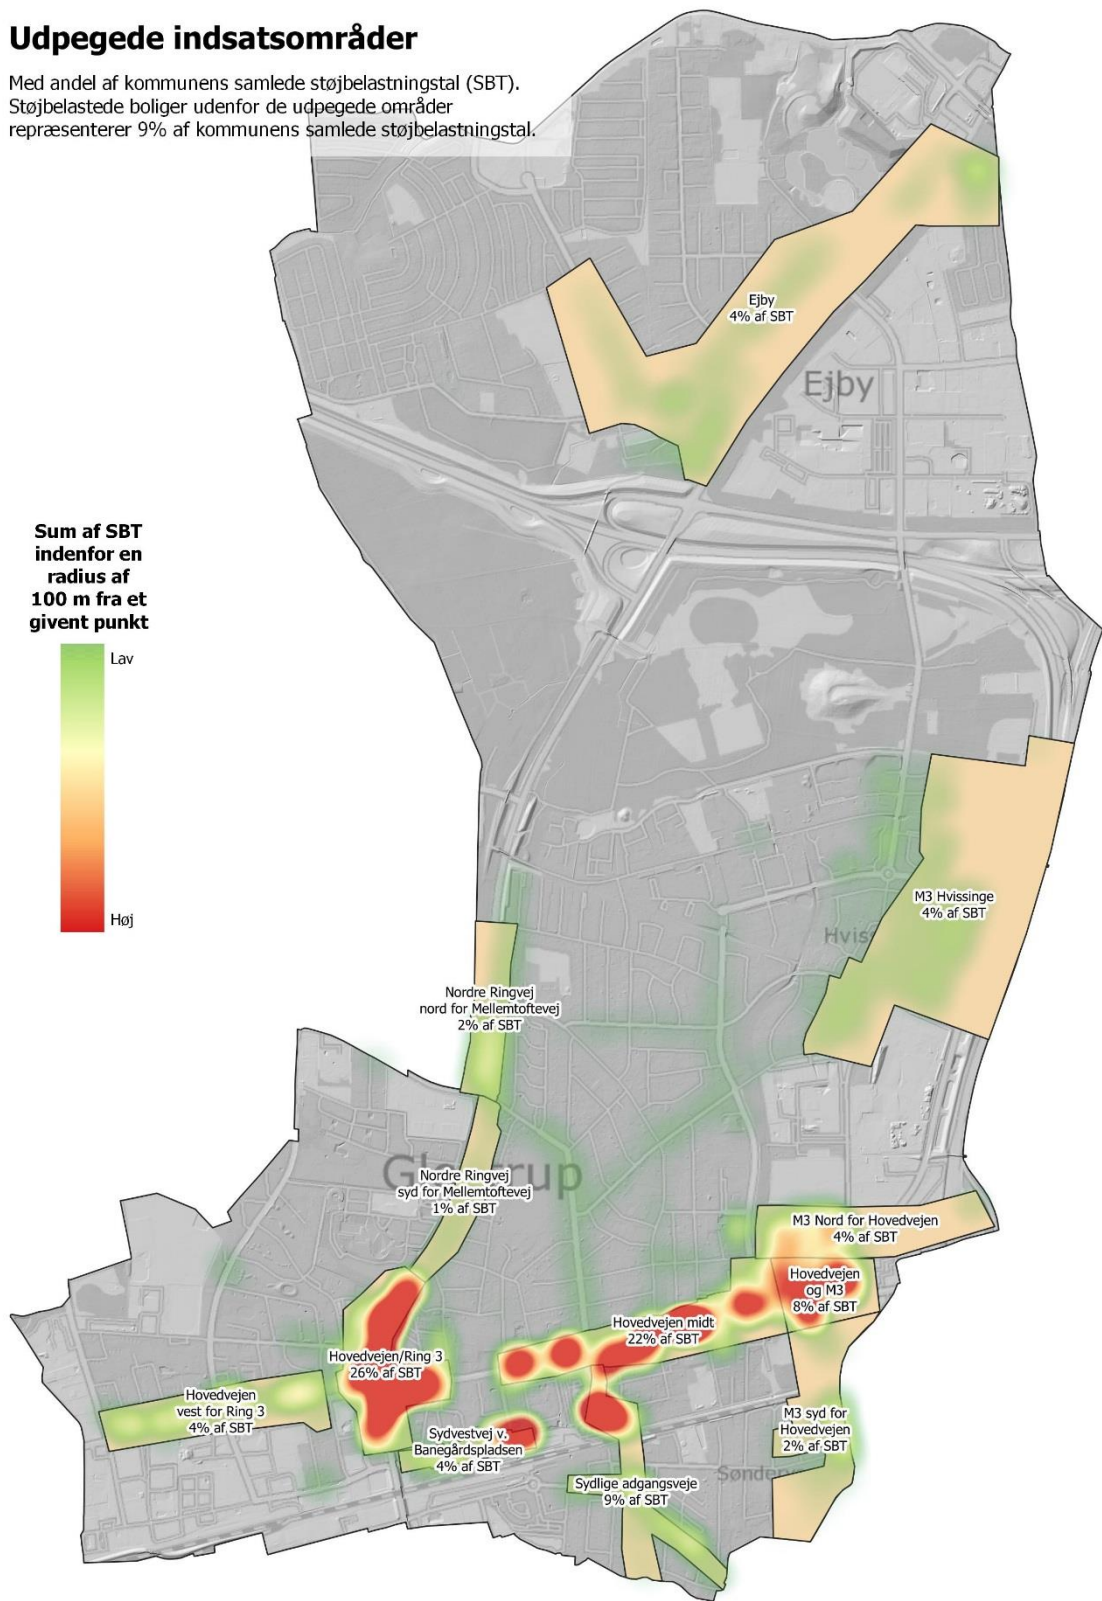 Udpegede indsatsområder
Med andel af kommunens samlede støjbelastningstal (SBT).
Støjbelastede boliger udenfor de udpegede områder
repræsenterer 9% af kommunens samlede støjbelastningstal.
Ejby
4% af SBT
Ejby
Sum af SBT
indenfor en
radius af
100 m fra et
givent punkt
Lav
Høj
M3 Hvissinge
4% af SBT
Nordre Ringvej
nord for Mellemtoftevej
2% af SBT
Nordre Ringvej
syd for Mellemtoftevej
1% af SBT
M3 Nord for Hovedvejen
4% af SBT
Hovedvejen
og M3
8% af SBT
Hovedvejen midt
22% af SBT
Hovedvejen/Ring 3
26% af SBT
Hovedvejen
vest for Ring 3
4% af SBT
Sydvestvej v.
Banegårdspladsen
4% af SBT
M3 syd for
Hovedvejen
2% af SBT
Sydlige adgangsveje
9% af SBT